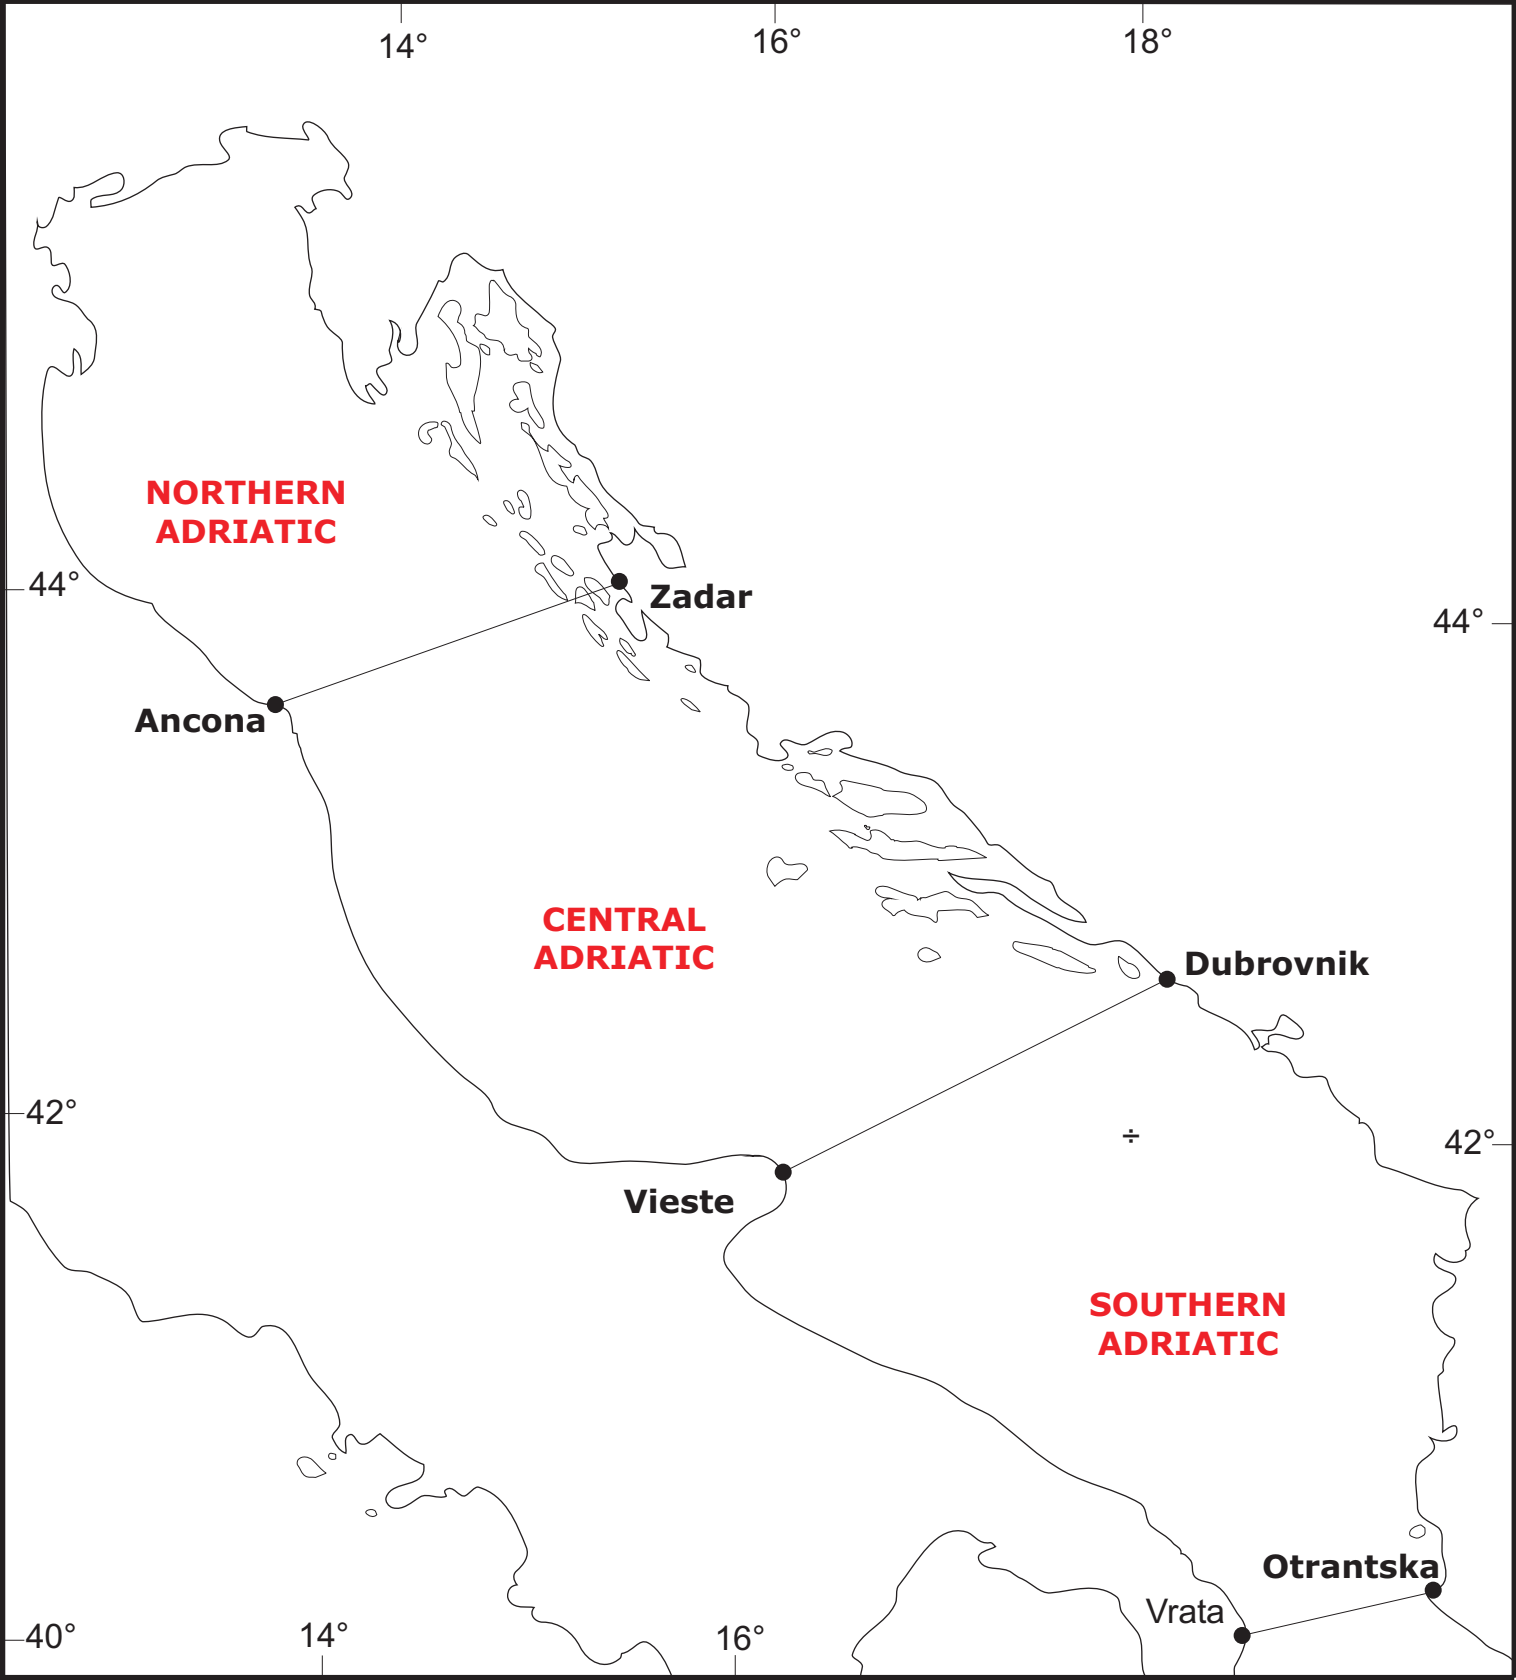 14°
16°
18°
NORTHERN
ADRIATIC
44°
Zadar
44°
Ancona
CENTRAL
ADRIATIC
Dubrovnik
42°
÷
42°
Vieste
SOUTHERN
ADRIATIC
Otrantska
Vrata
40°
14°
16°